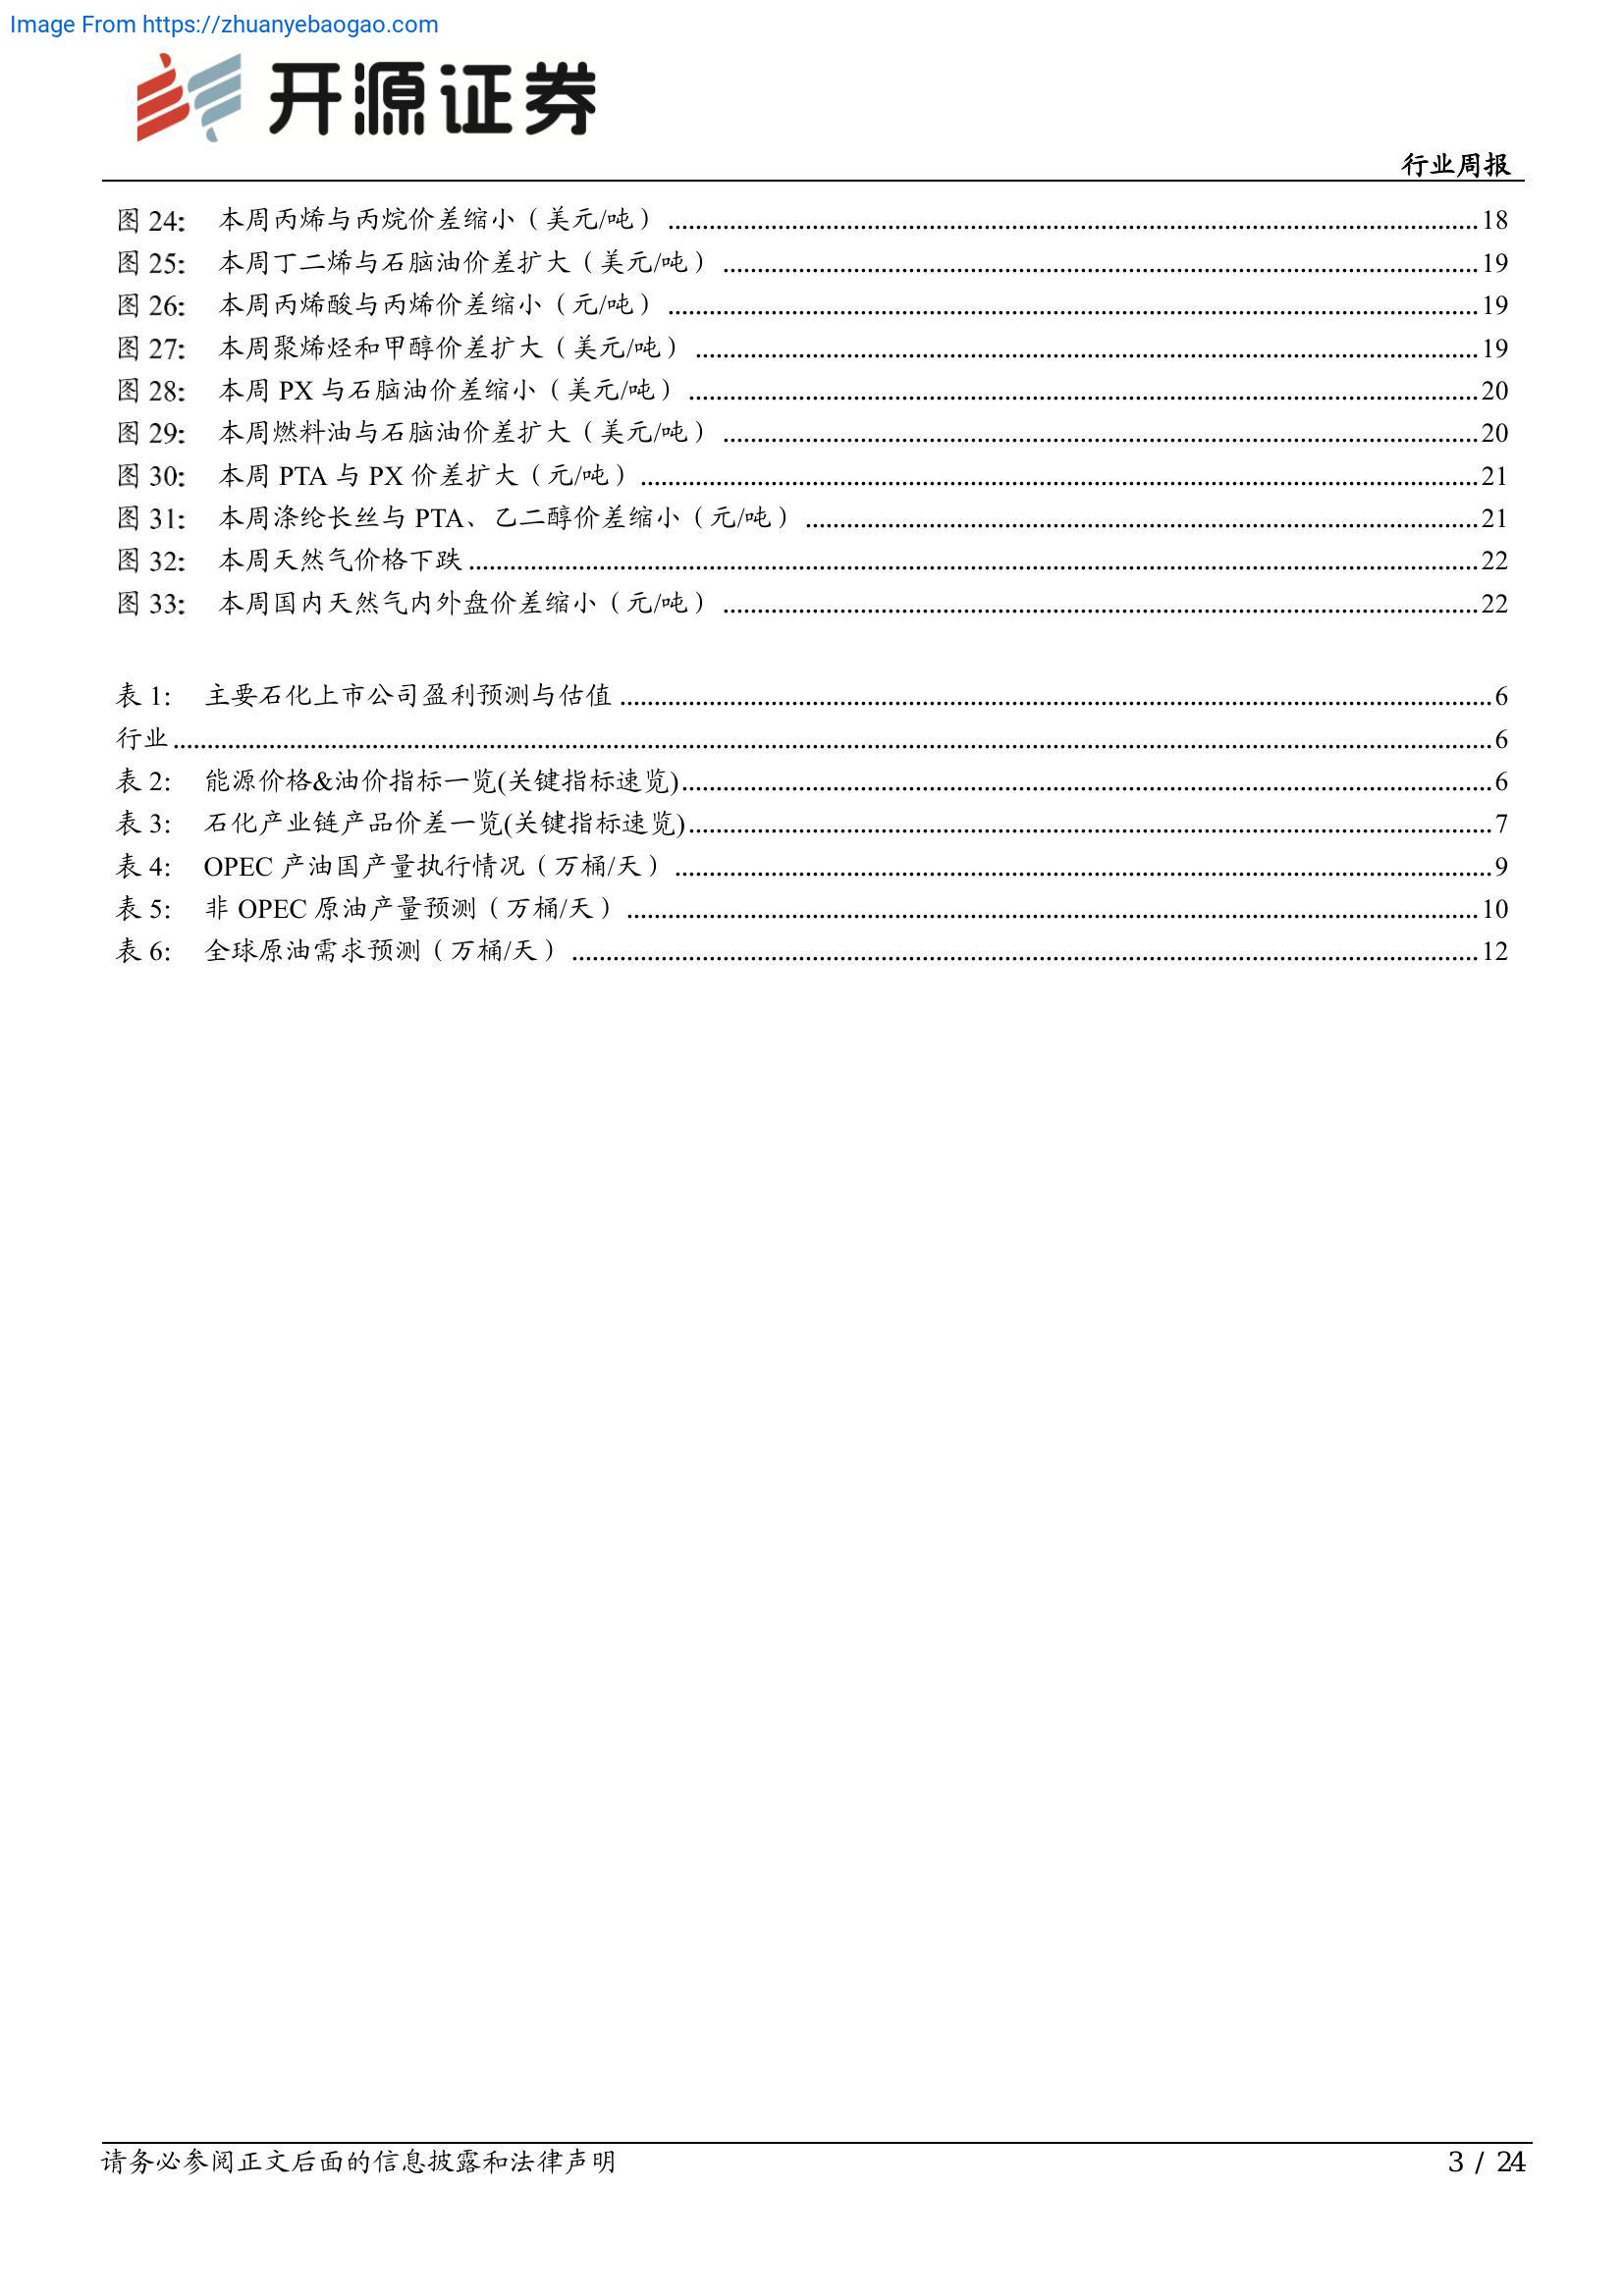 Image From https://zhuanyebaogao.com
开源证券
行业周报
图 24: 本周丙烯与丙烷价差缩小（美元/吨） 18
图 25: 本周丁二烯与石脑油价差扩大（美元/吨） 19
图 26: 本周丙烯酸与丙烯价差缩小（元/吨） 19
图 27: 本周聚烯烃和甲醇价差扩大（美元/吨） 19
图 28: 本周 PX 与石脑油价差缩小（美元/吨） 20
图 29: 本周燃料油与石脑油价差扩大（美元/吨） 20
图 30: 本周 PTA 与 PX 价差扩大（元/吨） 21
图 31: 本周涤纶长丝与 PTA、乙二醇价差缩小（元/吨） 21
图 32: 本周天然气价格下跌 22
图 33: 本周国内天然气内外盘价差缩小（元/吨） 22
表 1: 主要石化上市公司盈利预测与估值 6
行业 6
表 2: 能源价格&油价指标一览(关键指标速览) 6
表 3: 石化产业链产品价差一览(关键指标速览) 7
表 4: OPEC 产油国产量执行情况（万桶/天） 9
表 5: 非 OPEC 原油产量预测（万桶/天） 10
表 6: 全球原油需求预测（万桶/天） 12
请务必参阅正文后面的信息披露和法律声明
3 / 24